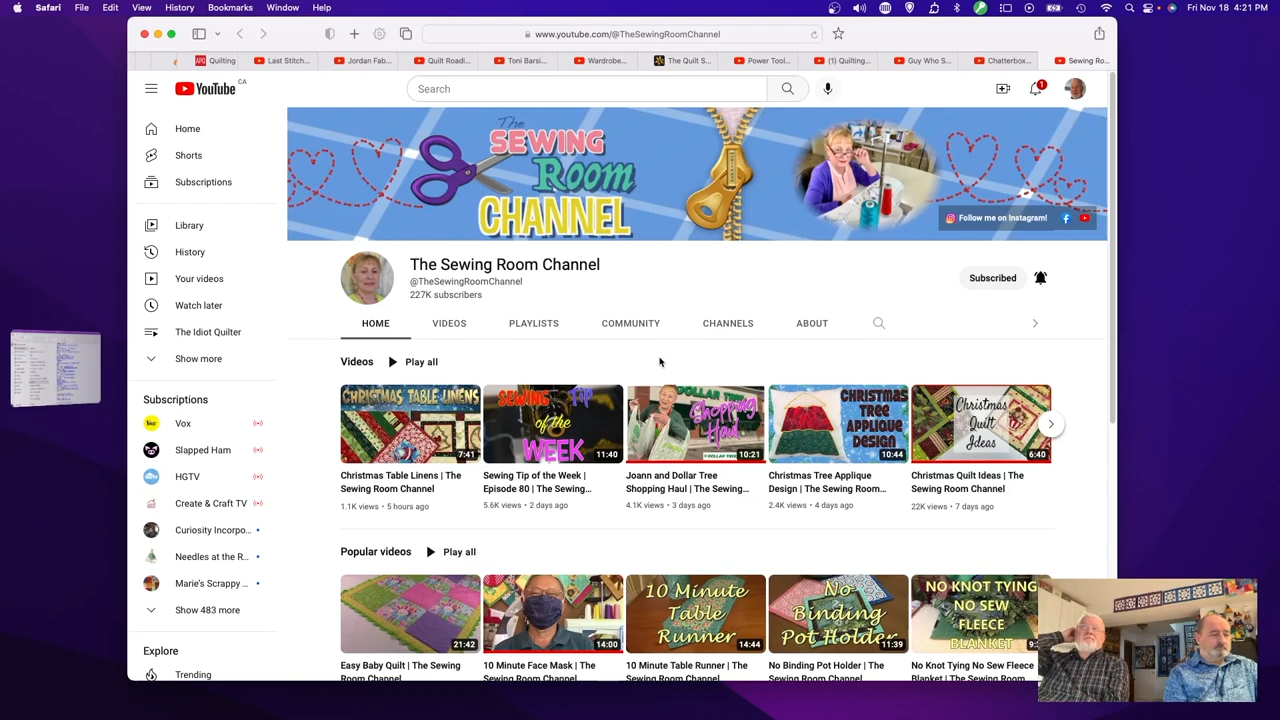 Safari File Edit View History Bookmarks Window Help Fri Nov 18 4:21 PM
www.youtube.com/@TheSewingRoomChannel
APQ Quilting Last Stitch... Jordan Fab... Quilt Roadi... Toni Barsi... Wardrobe... The Quilt S... Power Tool... (1) Quilting... Guy Who S... Chatterbox... Sewing Ro...
YouTube CA
Search
1
Home
Shorts
Subscriptions
Library
History
Your videos
Watch later
The Idiot Quilter
Show more
Subscriptions
Vox
Slapped Ham
HGTV
Create & Craft TV
Curiosity Incorpo...
Needles at the R...
Marie's Scrappy ...
Show 483 more
Explore
Trending
The
SEWING
Room
CHANNEL
Follow me on Instagram!
The Sewing Room Channel
@TheSewingRoomChannel
227K subscribers
Subscribed
HOME VIDEOS PLAYLISTS COMMUNITY CHANNELS ABOUT
Videos Play all
CHRISTMAS TABLE LINENS
7:41
Christmas Table Linens | The
Sewing Room Channel
1.1K views • 5 hours ago
SEWING Tip
of the
WEEK
11:40
Sewing Tip of the Week |
Episode 80 | The Sewing...
5.6K views • 2 days ago
Shopping
Haul
DOLLAR TREE
10:21
Joann and Dollar Tree
Shopping Haul | The Sewing...
4.1K views • 3 days ago
CHRISTMAS
TREE
APPLIQUE
DESIGN
10:44
Christmas Tree Applique
Design | The Sewing Room...
2.4K views • 4 days ago
Christmas
Quilt
Ideas
6:40
Christmas Quilt Ideas | The
Sewing Room Channel
22K views • 7 days ago
Popular videos Play all
21:42
Easy Baby Quilt | The Sewing
Room Channel
14:00
10 Minute Face Mask | The
Sewing Room Channel
10 Minute
Table
Runner
14:44
10 Minute Table Runner | The
Sewing Room Channel
No
Binding
Pot Holder
11:39
No Binding Pot Holder | The
Sewing Room Channel
NO KNOT TYING
NO SEW
FLEECE
BLANKET
No Knot Tying No Sew Fleece
Blanket | The Sewing Room